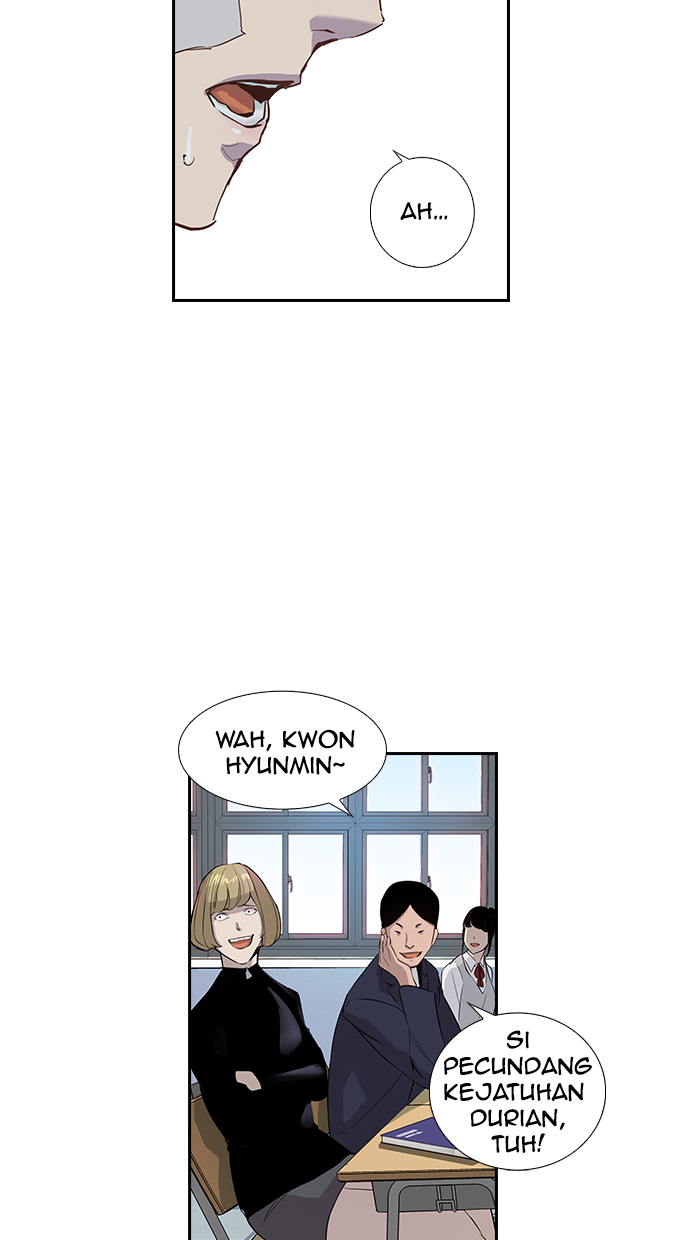 AH...
WAH, KWON
HYUNMIN~
SI
PECUNDANG
KEJATUHAN
DURIAN,
TUH!